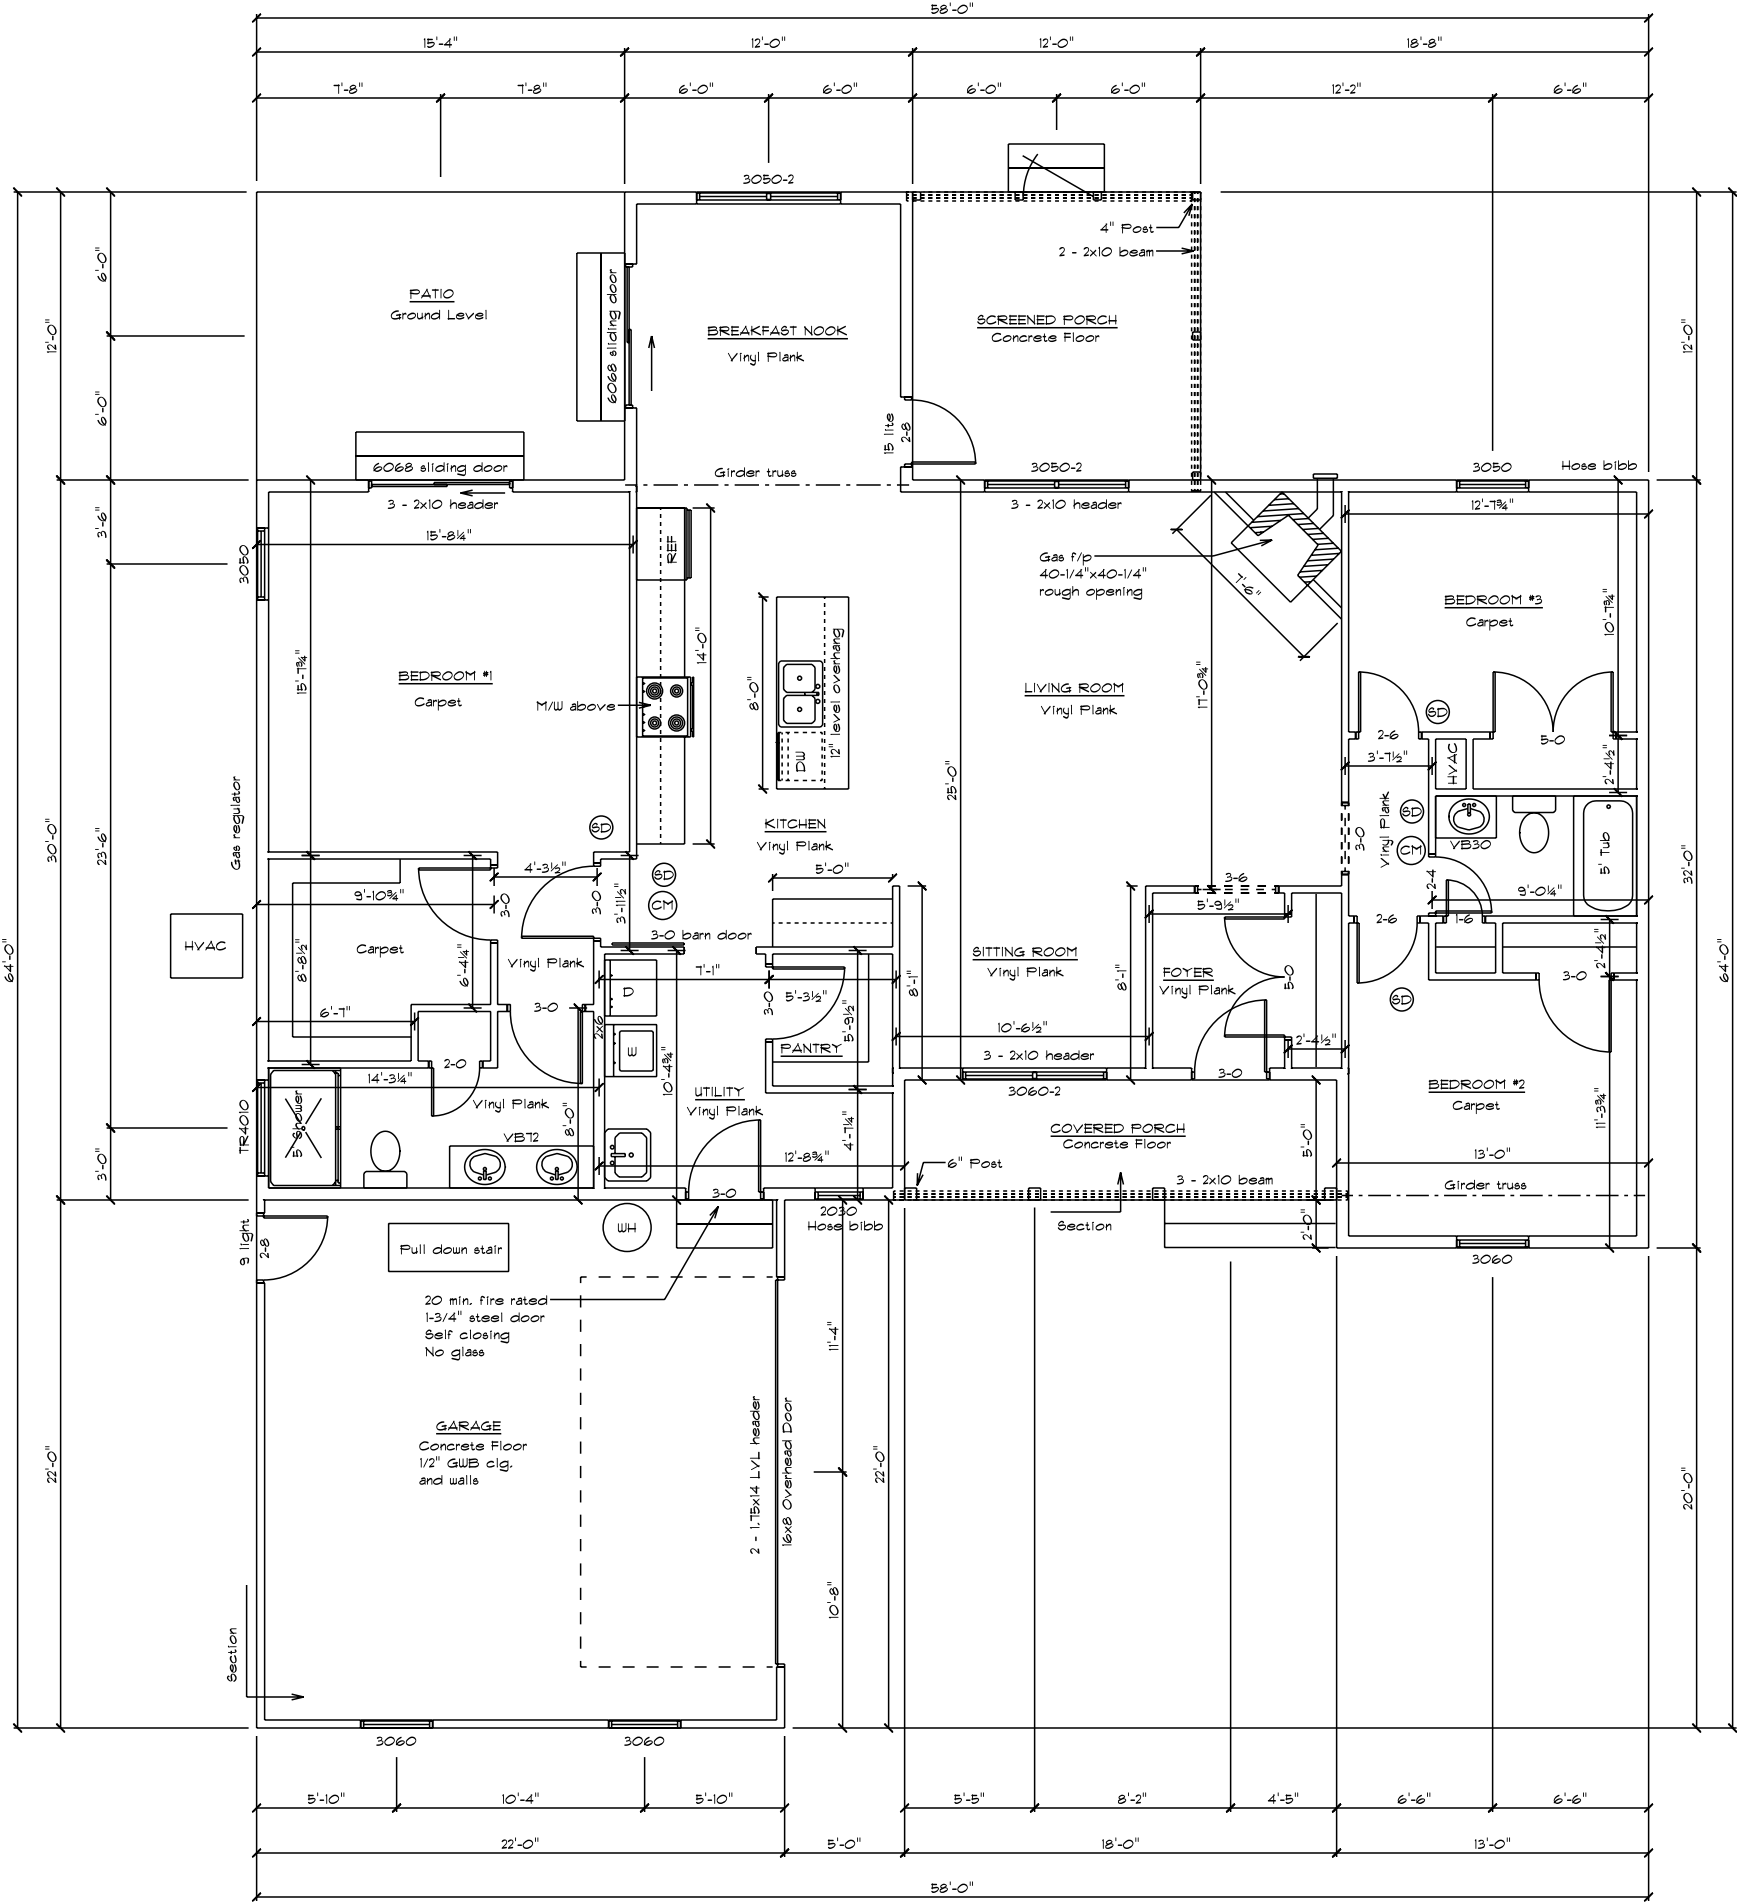 58'-0"
15'-4" 12'-0" 12'-0" 18'-8"
7'-8" 7'-8" 6'-0" 6'-0" 6'-0" 6'-0" 12'-2" 6'-6"
3050-2
4" Post
2 - 2x10 beam
6'-0"
12'-0"
6'-0"
12'-0"
PATIO
Ground Level
6068 sliding door
BREAKFAST NOOK
Vinyl Plank
SCREENED PORCH
Concrete Floor
15 lite
2-8
6068 sliding door
Girder truss
3050-2
3050
Hose bibb
3 - 2x10 header
3 - 2x10 header
12'-7¾"
3'-6"
3050
15'-8¼"
REF
Gas f/p
40-1/4"x40-1/4"
rough opening
7'-6"
BEDROOM #3
Carpet
10'-7¾"
15'-7¾"
BEDROOM #1
Carpet
M/W above
14'-0"
8'-0"
12" level overhang
DW
LIVING ROOM
Vinyl Plank
17'-0¾"
25'-0"
SD
2-6
5-0
3'-7½"
HVAC
2'-4½"
Gas regulator
30'-0"
23'-6"
SD
KITCHEN
Vinyl Plank
3-0
Vinyl Plank
SD
CM
VB30
5' Tub
32'-0"
4'-3½"
SD
CM
5'-0"
3-6
5'-9½"
2-4
9'-0¼"
9'-10¾"
3-0
3-0
3'-11½"
2-6
1-6
3-0 barn door
HVAC
64'-0"
Carpet
8'-8½"
6'-4¼"
Vinyl Plank
SITTING ROOM
Vinyl Plank
FOYER
Vinyl Plank
2'-4½"
64'-0"
D
7'-1"
3-0
5'-3½"
8'-1"
8'-1"
5-0
3-0
SD
6'-7"
3-0
2x6
W
5'-9½"
PANTRY
10'-6½"
2'-4½"
2-0
10'-4¾"
3 - 2x10 header
3-0
14'-3¼"
UTILITY
Vinyl Plank
3060-2
BEDROOM #2
Carpet
11'-3¾"
TR4010
5' Shower
Vinyl Plank
VB72
8'-0"
4'-7¼"
COVERED PORCH
Concrete Floor
5'-0"
3'-0"
12'-8¾"
6" Post
13'-0"
3 - 2x10 beam
Girder truss
3-0
2030
Hose bibb
Section
2'-0"
3060
9 light
2-8
Pull down stair
WH
20 min. fire rated
1-3/4" steel door
Self closing
No glass
11'-4"
GARAGE
Concrete Floor
1/2" GWB clg.
and walls
2 - 1.75x14 LVL header
16x8 Overhead Door
22'-0"
22'-0"
20'-0"
10'-8"
Section
3060
3060
5'-10" 10'-4" 5'-10" 5'-5" 8'-2" 4'-5" 6'-6" 6'-6"
22'-0" 5'-0" 18'-0" 13'-0"
58'-0"